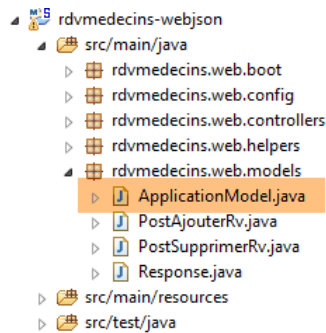 rdvmedecins-webjson
src/main/java
rdvmedecins.web.boot
rdvmedecins.web.config
rdvmedecins.web.controllers
rdvmedecins.web.helpers
rdvmedecins.web.models
ApplicationModel.java
PostAjouterRv.java
PostSupprimerRv.java
Response.java
src/main/resources
src/test/java